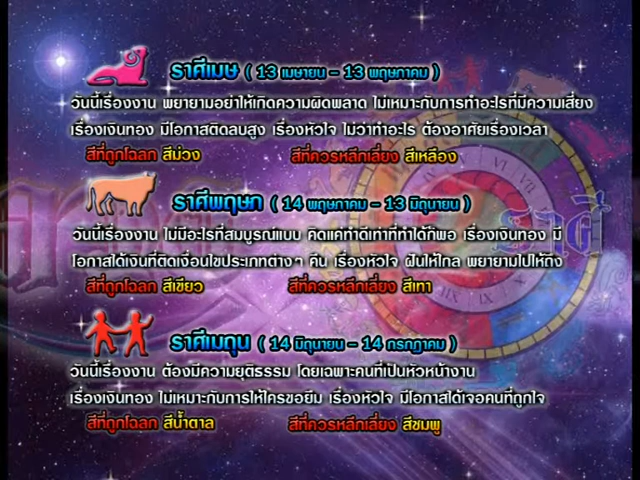 ราศีเมษ ( 13 เมษายน - 13 พฤษภาคม )
วันนี้เรื่องงาน พยายามอย่าให้เกิดความผิดพลาด ไม่เหมาะกับการทำอะไรที่มีความเสี่ยง
เรื่องเงินทอง มีโอกาสติดลบสูง เรื่องหัวใจ ไม่ว่าทำอะไร ต้องอาศัยเรื่องเวลา
สีที่ถูกโฉลก สีม่วง สีที่ควรหลีกเลี่ยง สีเหลือง
ราศีพฤษภ ( 14 พฤษภาคม - 13 มิถุนายน )
วันนี้เรื่องงาน ไม่มีอะไรที่สมบูรณ์แบบ คิดแค่ทำดีเท่าที่ทำได้ก็พอ เรื่องเงินทอง มี
โอกาสได้เงินที่ติดเงื่อนไขประเภทต่างๆ คืน เรื่องหัวใจ ฝันให้ไกล พยายามไปให้ถึง
สีที่ถูกโฉลก สีเขียว สีที่ควรหลีกเลี่ยง สีเทา
ราศีเมถุน ( 14 มิถุนายน - 14 กรกฎาคม )
วันนี้เรื่องงาน ต้องมีความยุติธรรม โดยเฉพาะคนที่เป็นหัวหน้างาน
เรื่องเงินทอง ไม่เหมาะกับการให้ใครขอยืม เรื่องหัวใจ มีโอกาสได้เจอคนที่ถูกใจ
สีที่ถูกโฉลก สีน้ำตาล สีที่ควรหลีกเลี่ยง สีชมพู